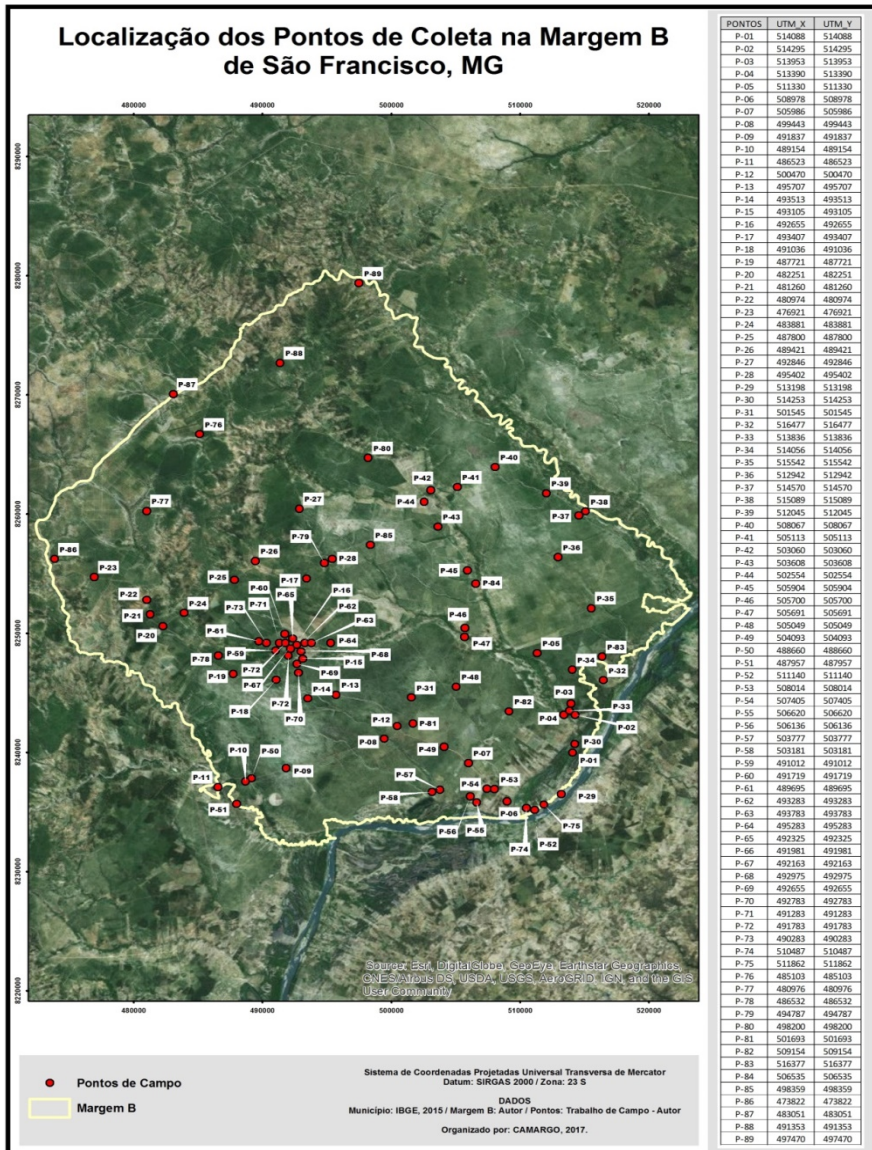 Localização dos Pontos de Coleta na Margem B
de São Francisco, MG
480000 490000 500000 510000 520000
8290000
8280000
8270000
8260000
8250000
8240000
8230000
8220000
P-89
P-88
P-87
P-76
P-80
P-40
P-42
P-41
P-39
P-44
P-38
P-77
P-27
P-43
P-37
P-79
P-85
P-86
P-26
P-28
P-36
P-23
P-25
P-17
P-45
P-84
P-60
P-16
P-65
P-22
P-24
P-73
P-71
P-62
P-35
P-21
P-63
P-46
P-20
P-61
P-64
P-47
P-59
P-68
P-05
P-83
P-78
P-15
P-34
P-72
P-69
P-32
P-19
P-67
P-13
P-48
P-14
P-31
P-03
P-18
P-72
P-82
P-33
P-70
P-12
P-81
P-04
P-02
P-08
P-30
P-10
P-50
P-49
P-07
P-01
P-09
P-11
P-57
P-54
P-53
P-58
P-29
P-51
P-06
P-75
P-56
P-55
P-74
P-52
Source: Esri, DigitalGlobe, GeoEye, Earthstar Geographics,
CNES/Airbus DS, USDA, USGS, AeroGRID, IGN, and the GIS
User Community
480000 490000 500000 510000 520000
Pontos de Campo
Margem B
Sistema de Coordenadas Projetadas Universal Transversa de Mercator
Datum: SIRGAS 2000 / Zona: 23 S
DADOS
Município: IBGE, 2015 / Margem B: Autor / Pontos: Trabalho de Campo - Autor
Organizado por: CAMARGO, 2017.
PONTOS UTM_X UTM_Y
P-01 514088 514088
P-02 514295 514295
P-03 513953 513953
P-04 513390 513390
P-05 511330 511330
P-06 508978 508978
P-07 505986 505986
P-08 499443 499443
P-09 491837 491837
P-10 489154 489154
P-11 486523 486523
P-12 500470 500470
P-13 495707 495707
P-14 493513 493513
P-15 493105 493105
P-16 492655 492655
P-17 493407 493407
P-18 491036 491036
P-19 487721 487721
P-20 482251 482251
P-21 481260 481260
P-22 480974 480974
P-23 476921 476921
P-24 483881 483881
P-25 487800 487800
P-26 489421 489421
P-27 492846 492846
P-28 495402 495402
P-29 513198 513198
P-30 514253 514253
P-31 501545 501545
P-32 516477 516477
P-33 513836 513836
P-34 514056 514056
P-35 515542 515542
P-36 512942 512942
P-37 514570 514570
P-38 515089 515089
P-39 512045 512045
P-40 508067 508067
P-41 505113 505113
P-42 503060 503060
P-43 503608 503608
P-44 502554 502554
P-45 505904 505904
P-46 505700 505700
P-47 505691 505691
P-48 505049 505049
P-49 504093 504093
P-50 488660 488660
P-51 487957 487957
P-52 511140 511140
P-53 508014 508014
P-54 507405 507405
P-55 506620 506620
P-56 506136 506136
P-57 503777 503777
P-58 503181 503181
P-59 491012 491012
P-60 491719 491719
P-61 489695 489695
P-62 493283 493283
P-63 493783 493783
P-64 495283 495283
P-65 492325 492325
P-66 491981 491981
P-67 492163 492163
P-68 492975 492975
P-69 492655 492655
P-70 492783 492783
P-71 491283 491283
P-72 491783 491783
P-73 490283 490283
P-74 510487 510487
P-75 511862 511862
P-76 485103 485103
P-77 480976 480976
P-78 486532 486532
P-79 494787 494787
P-80 498200 498200
P-81 501693 501693
P-82 509154 509154
P-83 516377 516377
P-84 506535 506535
P-85 498359 498359
P-86 473822 473822
P-87 483051 483051
P-88 491353 491353
P-89 497470 497470